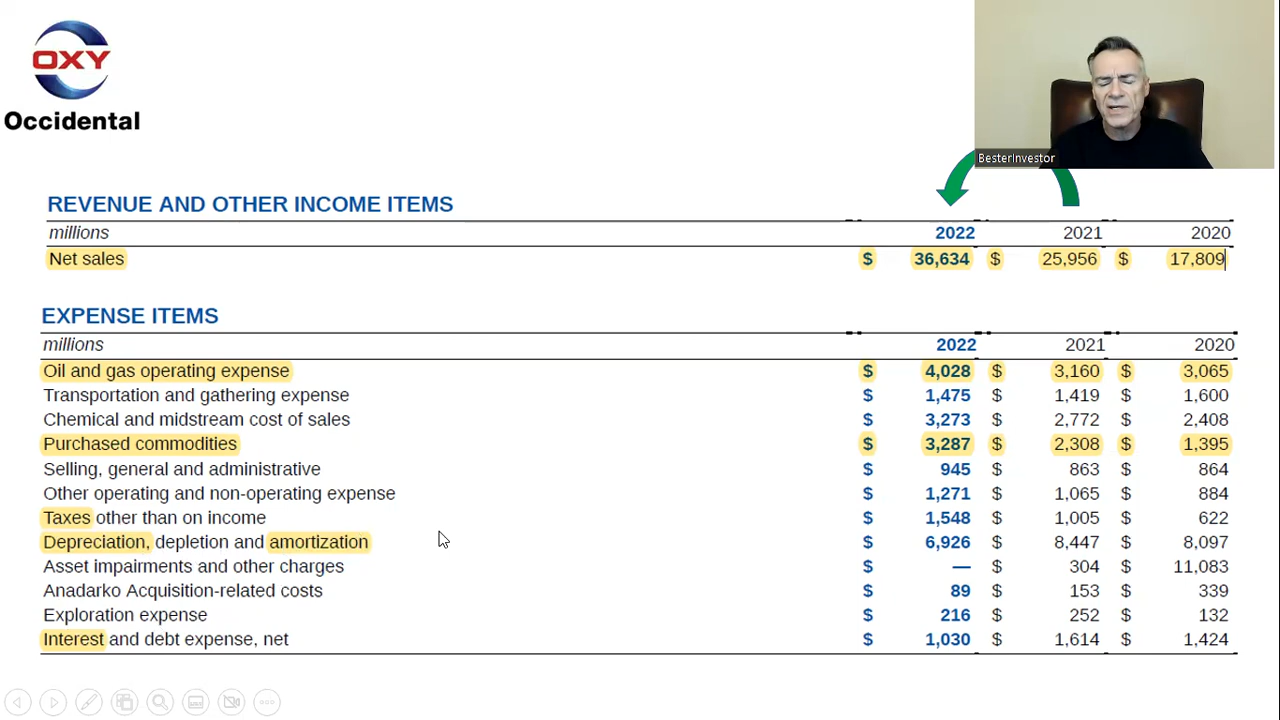 OXY
Occidental
BesterInvestor
REVENUE AND OTHER INCOME ITEMS
millions 2022 2021 2020
Net sales $ 36,634 $ 25,956 $ 17,809
EXPENSE ITEMS
millions 2022 2021 2020
Oil and gas operating expense $ 4,028 $ 3,160 $ 3,065
Transportation and gathering expense $ 1,475 $ 1,419 $ 1,600
Chemical and midstream cost of sales $ 3,273 $ 2,772 $ 2,408
Purchased commodities $ 3,287 $ 2,308 $ 1,395
Selling, general and administrative $ 945 $ 863 $ 864
Other operating and non-operating expense $ 1,271 $ 1,065 $ 884
Taxes other than on income $ 1,548 $ 1,005 $ 622
Depreciation, depletion and amortization $ 6,926 $ 8,447 $ 8,097
Asset impairments and other charges $ — $ 304 $ 11,083
Anadarko Acquisition-related costs $ 89 $ 153 $ 339
Exploration expense $ 216 $ 252 $ 132
Interest and debt expense, net $ 1,030 $ 1,614 $ 1,424